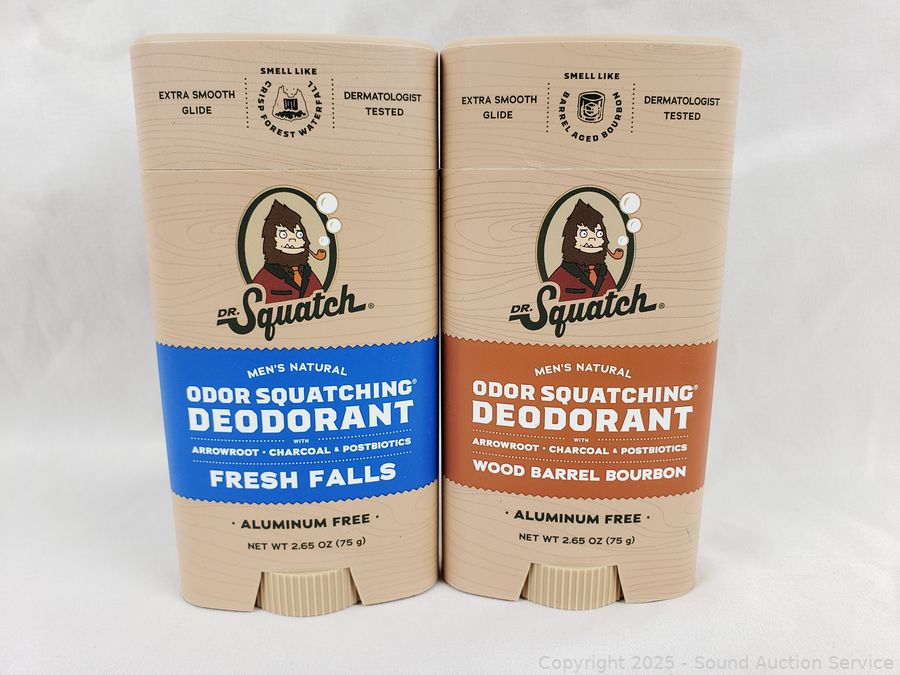 SMELL LIKE
CRISP FOREST WATERFALL
EXTRA SMOOTH
GLIDE
DERMATOLOGIST
TESTED
DR. Squatch®
MEN'S NATURAL
ODOR SQUATCHING®
DEODORANT
WITH
ARROWROOT · CHARCOAL & POSTBIOTICS
FRESH FALLS
· ALUMINUM FREE ·
NET WT 2.65 OZ (75 g)
SMELL LIKE
BARREL AGED BOURBON
EXTRA SMOOTH
GLIDE
DERMATOLOGIST
TESTED
DR. Squatch®
MEN'S NATURAL
ODOR SQUATCHING®
DEODORANT
WITH
ARROWROOT · CHARCOAL & POSTBIOTICS
WOOD BARREL BOURBON
· ALUMINUM FREE ·
NET WT 2.65 OZ (75 g)
Copyright 2025 - Sound Auction Service